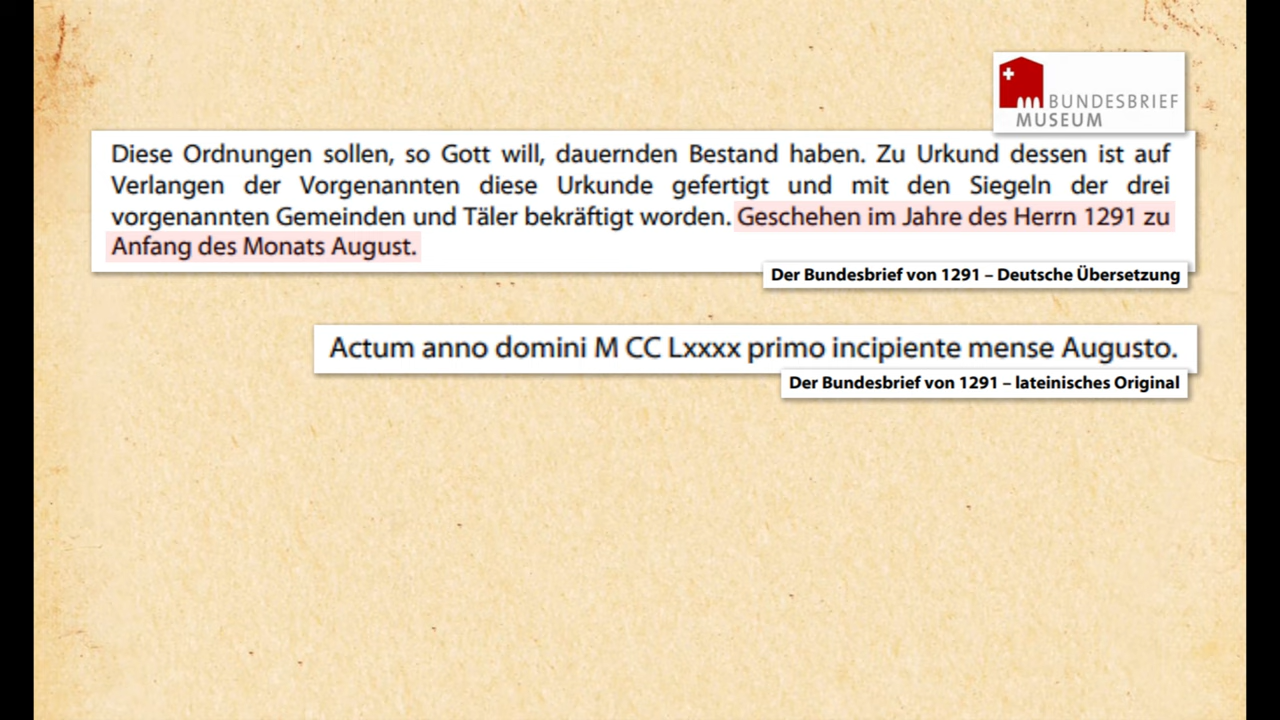 BUNDESBRIEF
MUSEUM
Diese Ordnungen sollen, so Gott will, dauernden Bestand haben. Zu Urkund dessen ist auf
Verlangen der Vorgenannten diese Urkunde gefertigt und mit den Siegeln der drei
vorgenannten Gemeinden und Täler bekräftigt worden. Geschehen im Jahre des Herrn 1291 zu
Anfang des Monats August.
Der Bundesbrief von 1291 – Deutsche Übersetzung
Actum anno domini M CC Lxxxx primo incipiente mense Augusto.
Der Bundesbrief von 1291 – lateinisches Original